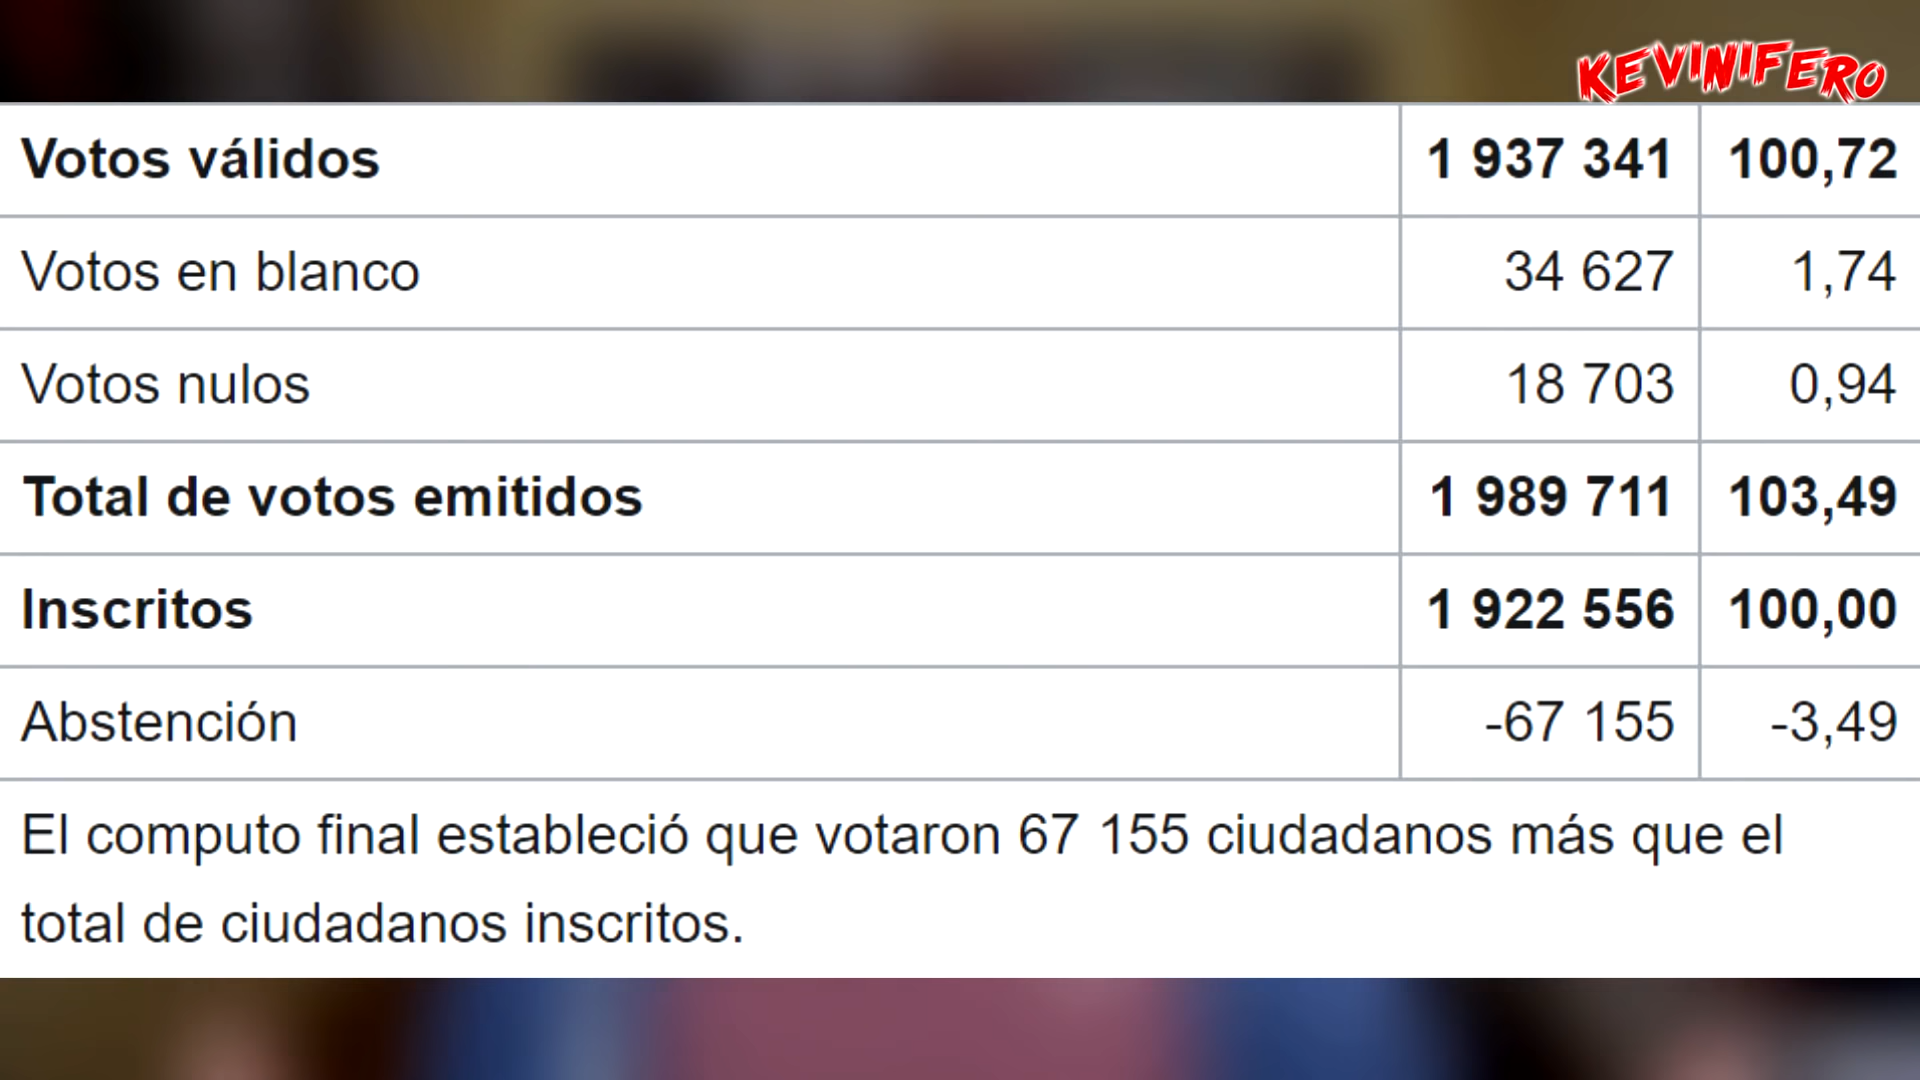 KEVINIFERO
Votos válidos 1 937 341 100,72
Votos en blanco 34 627 1,74
Votos nulos 18 703 0,94
Total de votos emitidos 1 989 711 103,49
Inscritos 1 922 556 100,00
Abstención -67 155 -3,49
El computo final estableció que votaron 67 155 ciudadanos más que el
total de ciudadanos inscritos.